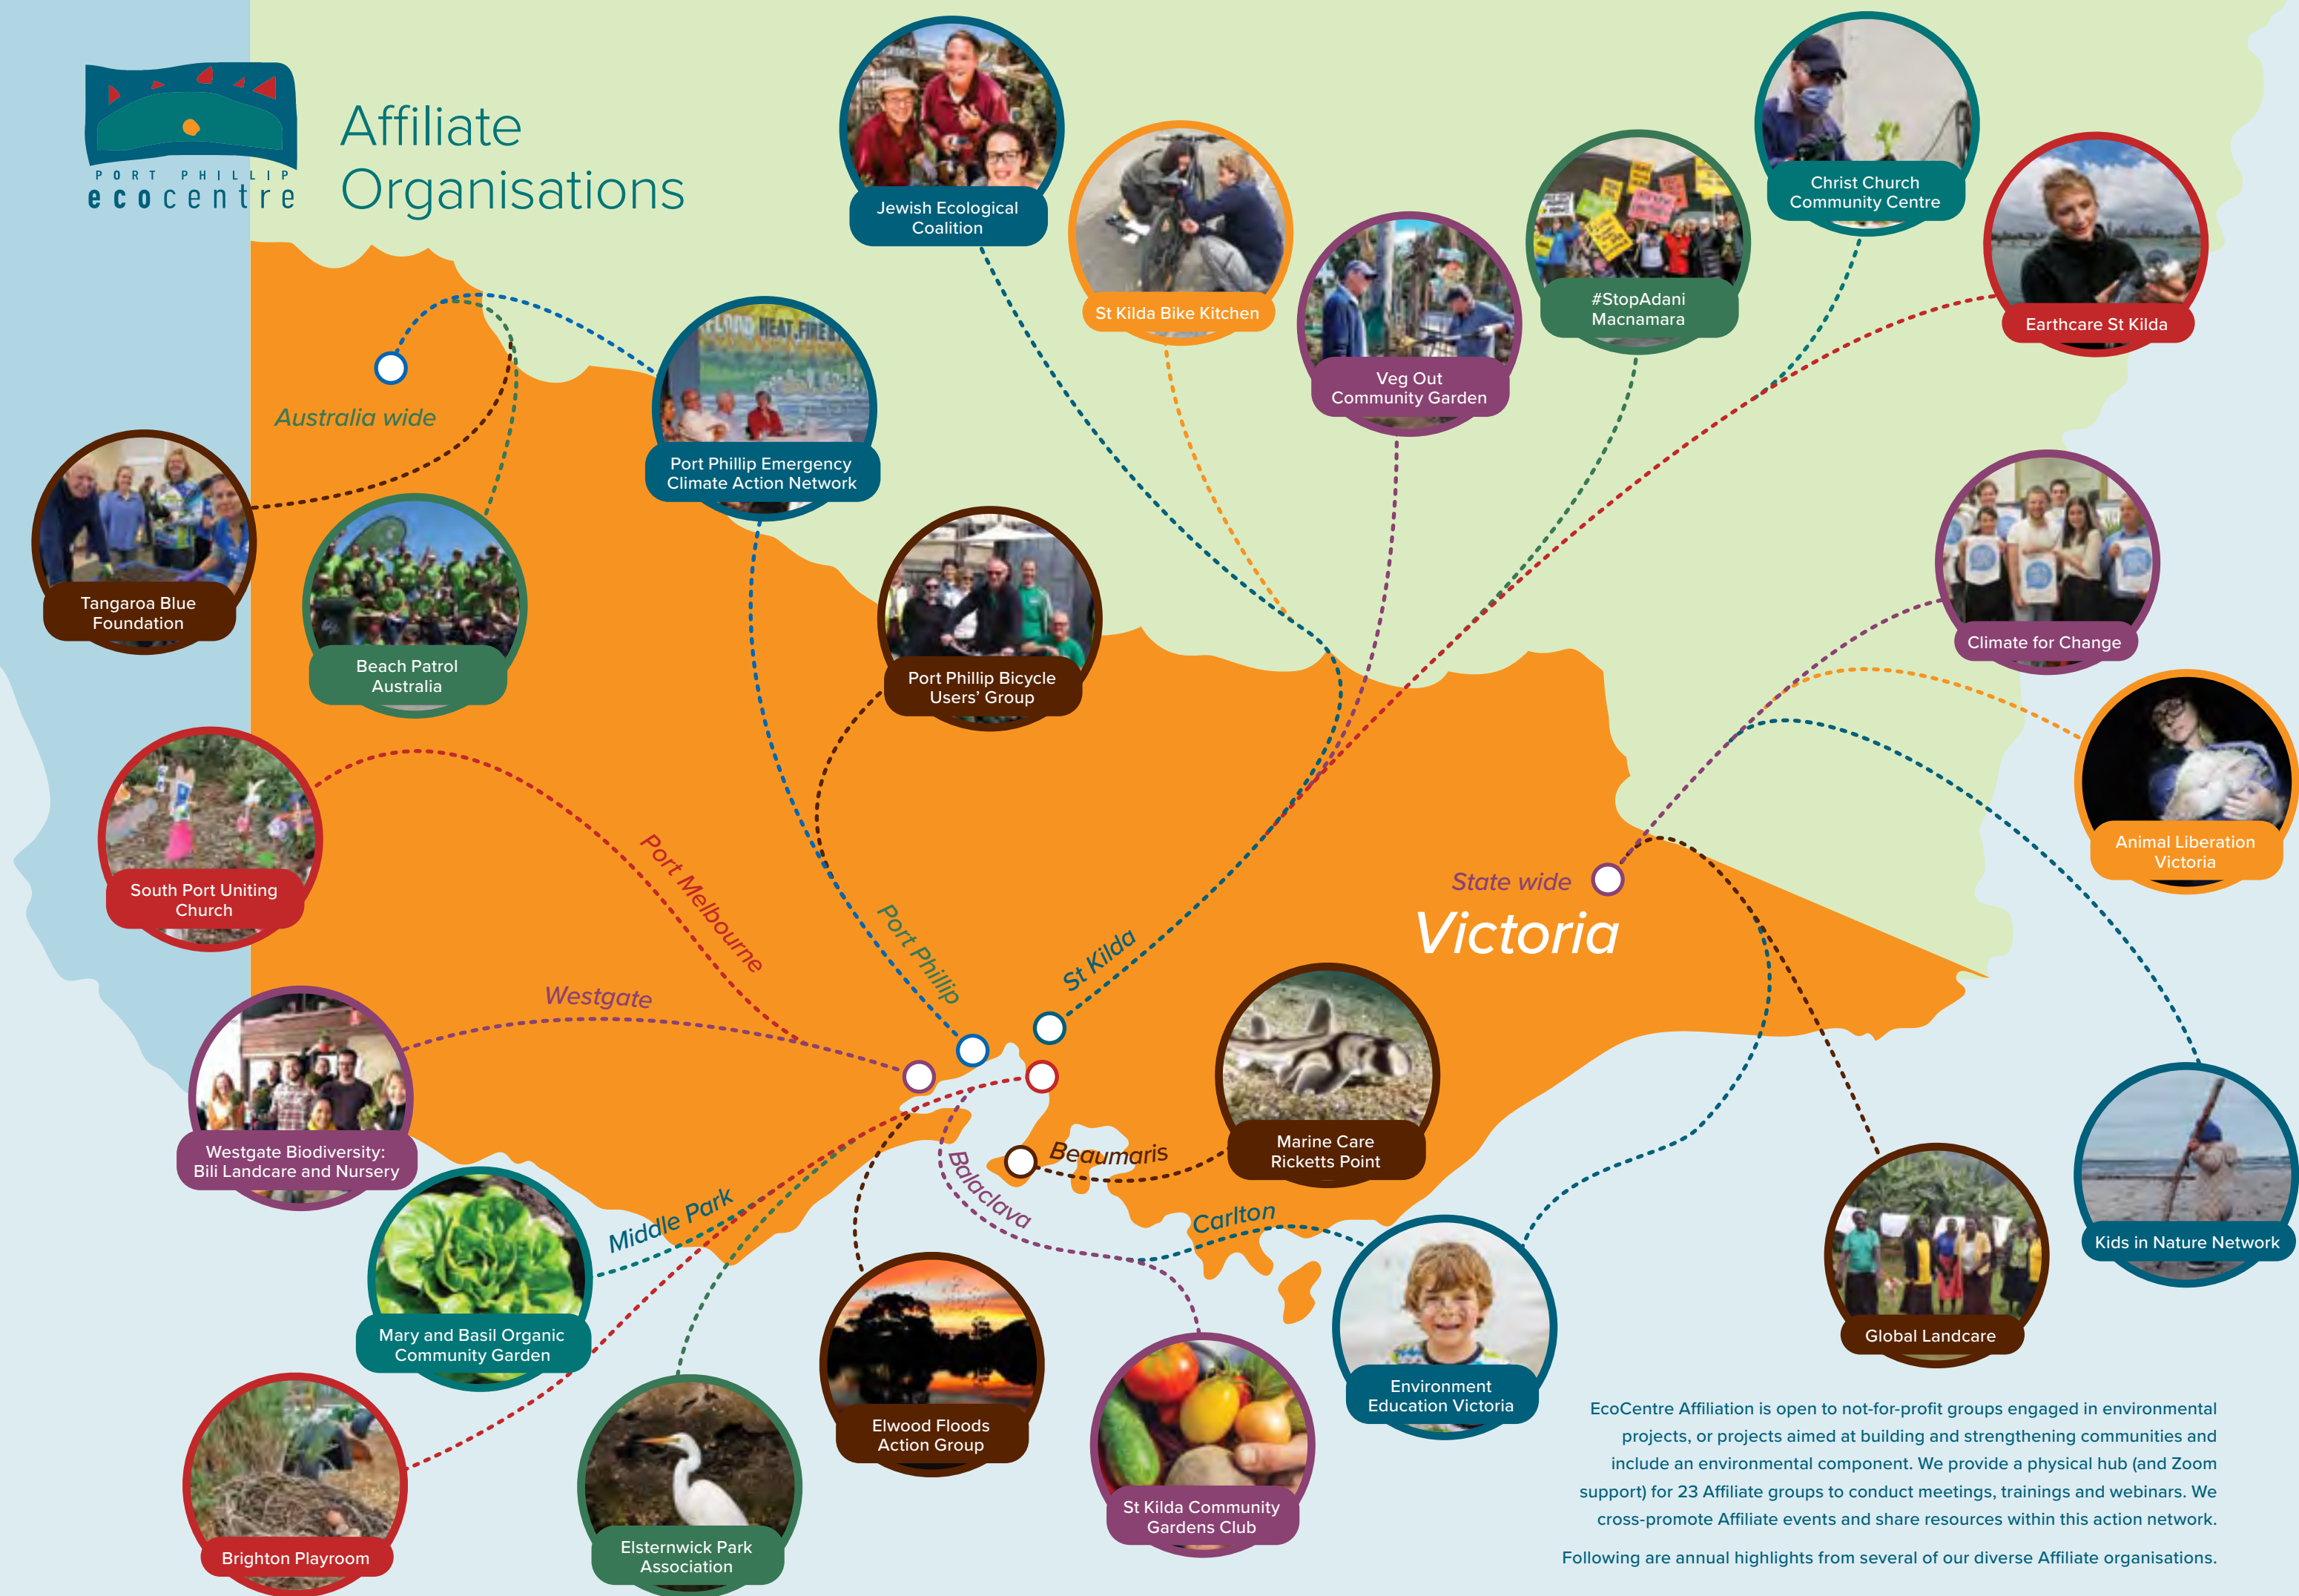 PORT PHILLIP
ecocentre
Affiliate
Organisations
Jewish Ecological
Coalition
St Kilda Bike Kitchen
Veg Out
Community Garden
#StopAdani
Macnamara
Christ Church
Community Centre
Earthcare St Kilda
Australia wide
Port Phillip Emergency
Climate Action Network
HEAT.FIRE
Tangaroa Blue
Foundation
Beach Patrol
Australia
Port Phillip Bicycle
Users' Group
Climate for Change
Animal Liberation
Victoria
South Port Uniting
Church
Port Melbourne
Port Phillip
St Kilda
State wide
Victoria
Westgate
Westgate Biodiversity:
Bili Landcare and Nursery
Beaumaris
Marine Care
Ricketts Point
Balaclava
Middle Park
Carlton
Mary and Basil Organic
Community Garden
Kids in Nature Network
Global Landcare
Environment
Education Victoria
Elwood Floods
Action Group
St Kilda Community
Gardens Club
Brighton Playroom
Elsternwick Park
Association
EcoCentre Affiliation is open to not-for-profit groups engaged in environmental
projects, or projects aimed at building and strengthening communities and
include an environmental component. We provide a physical hub (and Zoom
support) for 23 Affiliate groups to conduct meetings, trainings and webinars. We
cross-promote Affiliate events and share resources within this action network.
Following are annual highlights from several of our diverse Affiliate organisations.